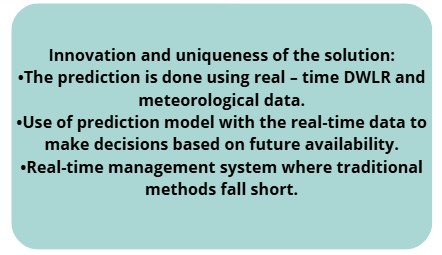 Innovation and uniqueness of the solution:
•The prediction is done using real – time DWLR and
meteorological data.
•Use of prediction model with the real-time data to
make decisions based on future availability.
•Real-time management system where traditional
methods fall short.